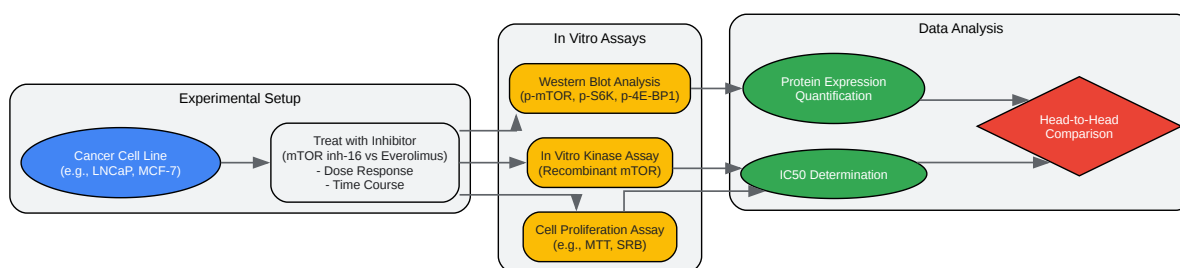 Experimental Setup
Cancer Cell Line
(e.g., LNCaP, MCF-7)
Treat with Inhibitor
(mTOR inh-16 vs Everolimus)
- Dose Response
- Time Course
In Vitro Assays
Western Blot Analysis
(p-mTOR, p-S6K, p-4E-BP1)
In Vitro Kinase Assay
(Recombinant mTOR)
Cell Proliferation Assay
(e.g., MTT, SRB)
Data Analysis
Protein Expression
Quantification
IC50 Determination
Head-to-Head
Comparison